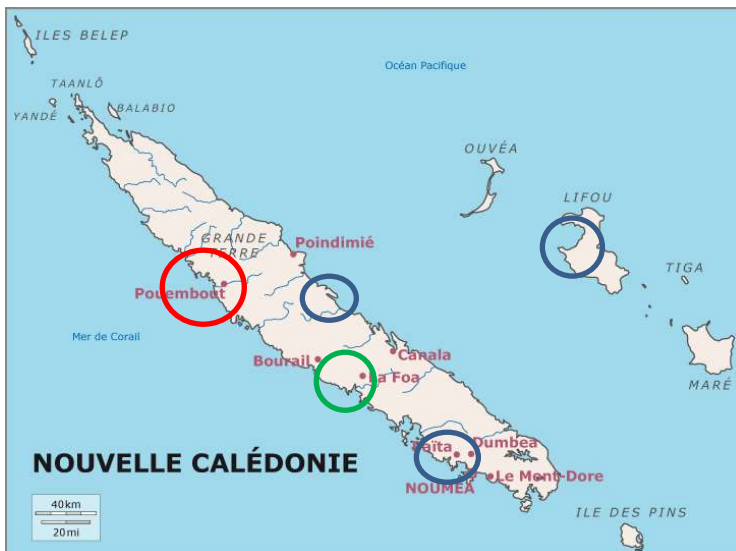 ILES BELEP
Océan Pacifique
TAANLÔ
YANDÉ
BALABIO
OUVÉA
LIFOU
GRANDE
TERRE
Poindimié
TIGA
Pouembout
Mer de Corail
Bourail
Canala
La Foa
MARÉ
Païta
Dumbea
NOUVELLE CALÉDONIE
NOUMÉA
Le Mont-Dore
40km
20mi
ILE DES PINS